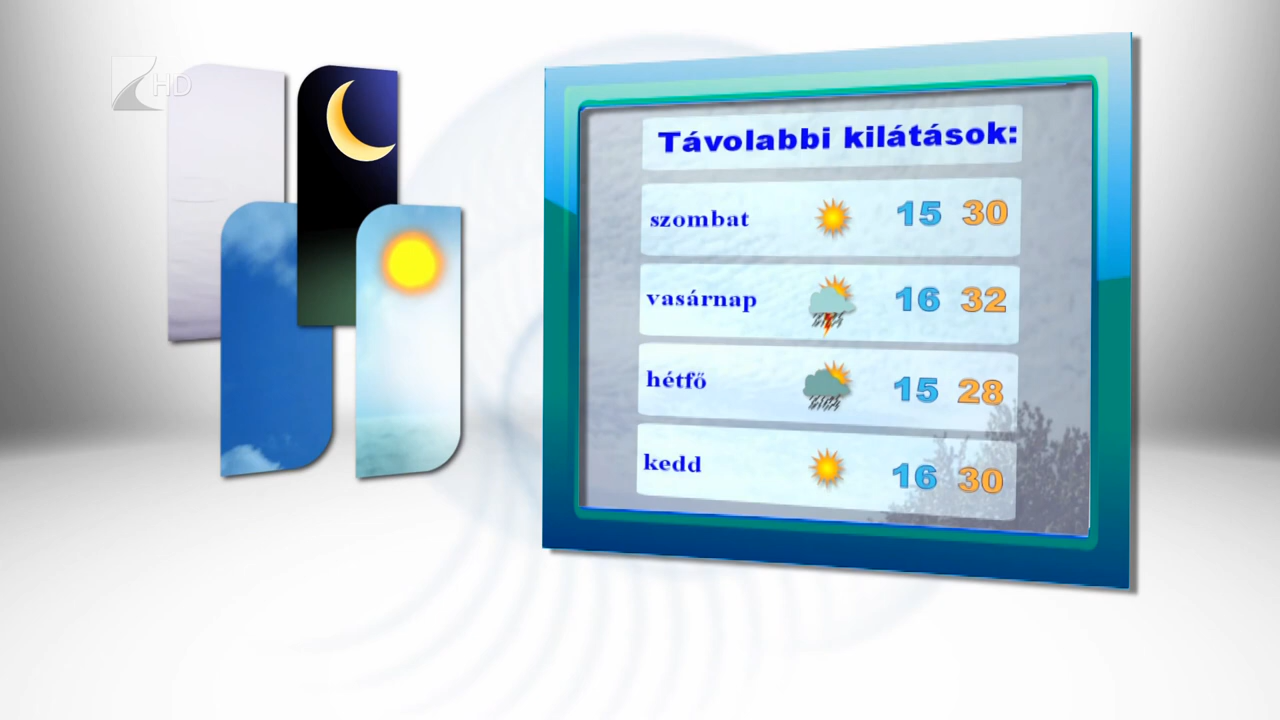 HD
Távolabbi kilátások:
szombat 15 30
vasárnap 16 32
hétfő 15 28
kedd 16 30